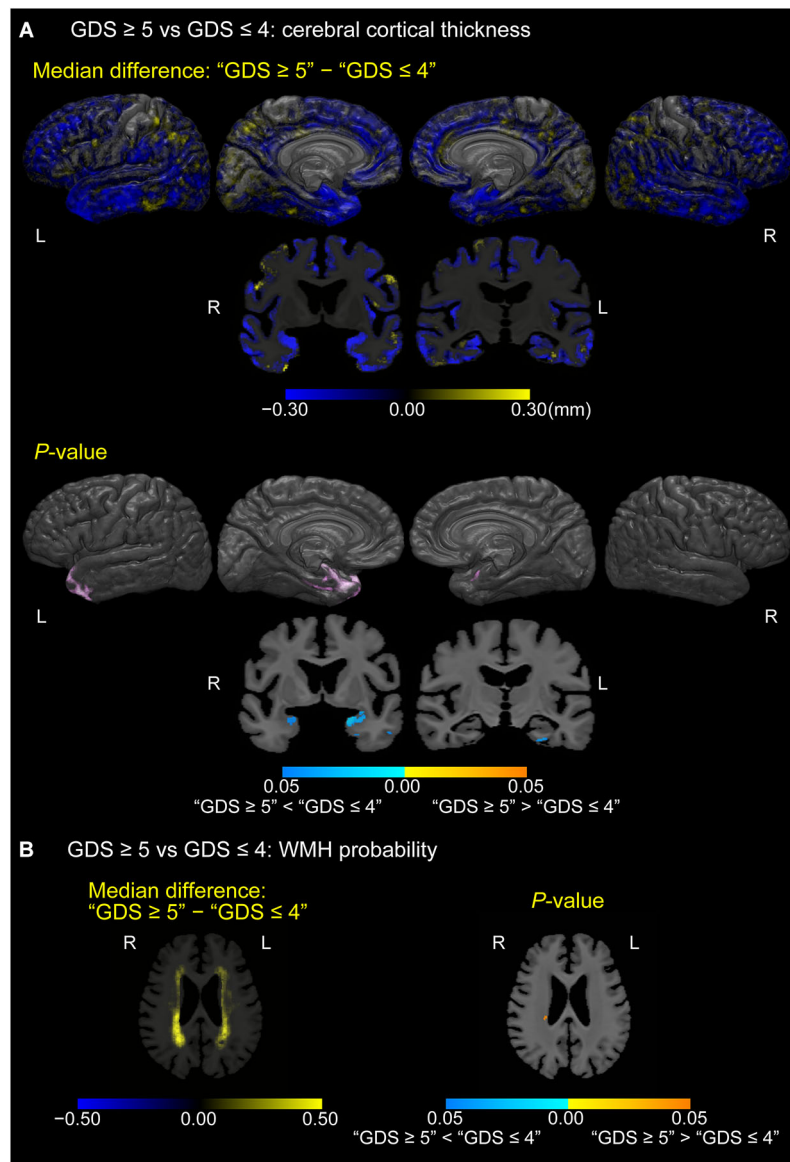 A GDS ≥ 5 vs GDS ≤ 4: cerebral cortical thickness
Median difference: “GDS ≥ 5” − “GDS ≤ 4”
L R
R L
−0.30 0.00 0.30(mm)
P-value
L R
R L
0.05 0.00 0.05
“GDS ≥ 5” < “GDS ≤ 4” “GDS ≥ 5” > “GDS ≤ 4”
B GDS ≥ 5 vs GDS ≤ 4: WMH probability
Median difference:
“GDS ≥ 5” − “GDS ≤ 4”
P-value
R L R L
−0.50 0.00 0.50
0.05 0.00 0.05
“GDS ≥ 5” < “GDS ≤ 4” “GDS ≥ 5” > “GDS ≤ 4”